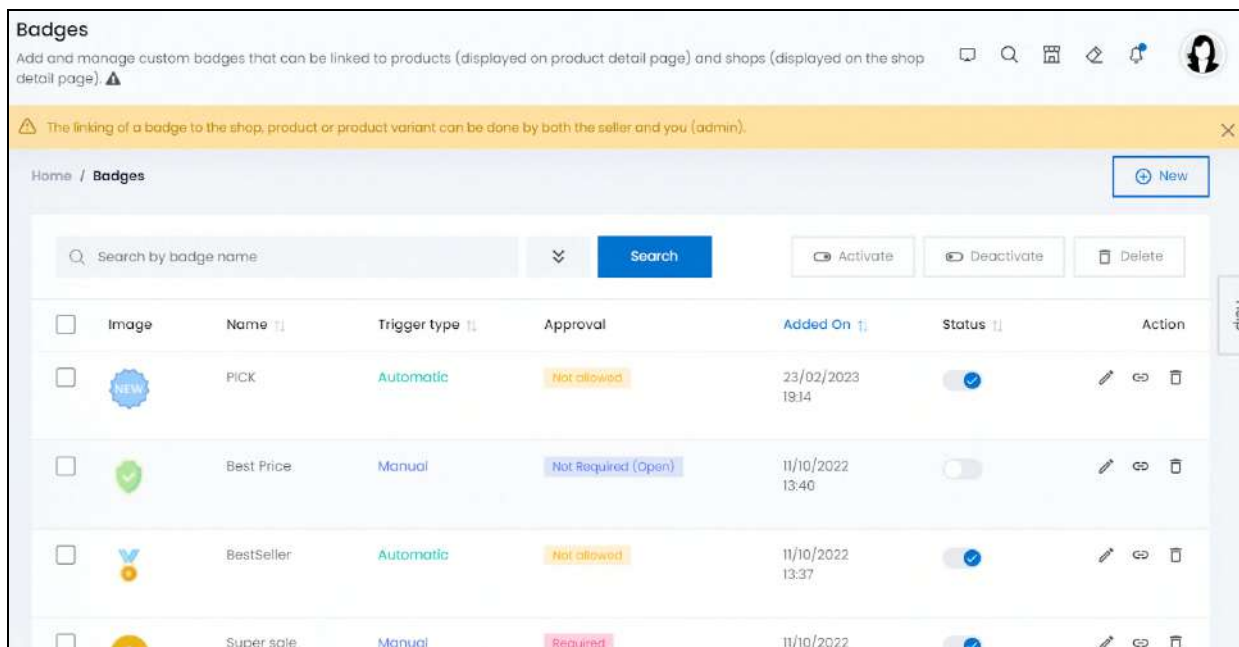 Badges
Add and manage custom badges that can be linked to products (displayed on product detail page) and shops (displayed on the shop
detail page).
The linking of a badge to the shop, product or product variant can be done by both the seller and you (admin).
Home / Badges
New
Search by badge name
Search
Activate
Deactivate
Delete
Help
Image Name Trigger type Approval Added On Status Action
NEW PICK Automatic Not allowed 23/02/2023
19:14
Best Price Manual Not Required (Open) 11/10/2022
13:40
BestSeller Automatic Not allowed 11/10/2022
13:37
Super sale Manual Required 11/10/2022